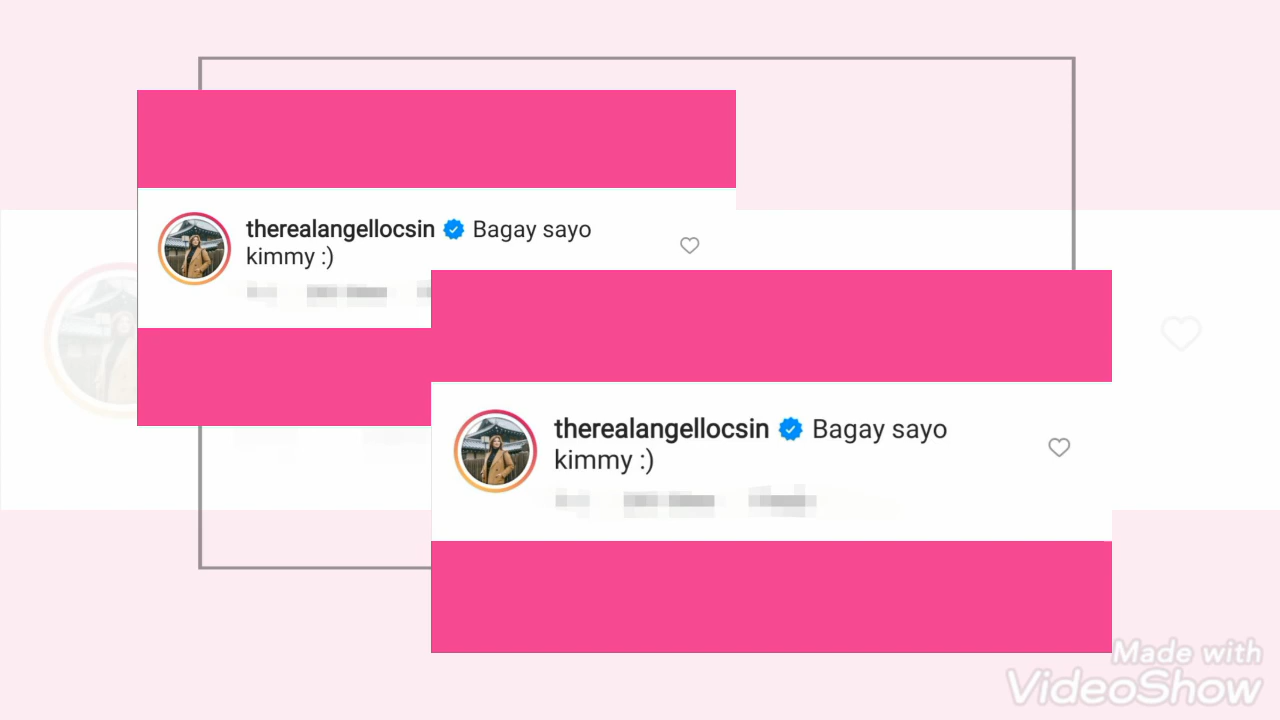 therealangellocsin Bagay sayo
kimmy :)
therealangellocsin Bagay sayo
kimmy :)
Made with
VideoShow